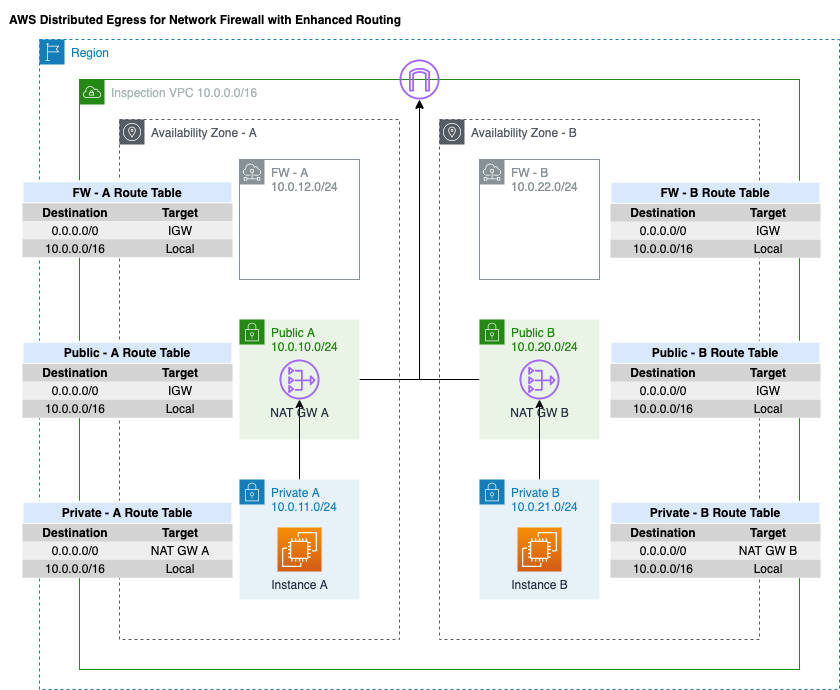 AWS Distributed Egress for Network Firewall with Enhanced Routing
Region
Inspection VPC 10.0.0.0/16
Availability Zone - A
Availability Zone - B
FW - A
10.0.12.0/24
FW - B
10.0.22.0/24
FW - A Route Table
Destination Target
0.0.0.0/0 IGW
10.0.0.0/16 Local
FW - B Route Table
Destination Target
0.0.0.0/0 IGW
10.0.0.0/16 Local
Public A
10.0.10.0/24
NAT GW A
Public B
10.0.20.0/24
NAT GW B
Public - A Route Table
Destination Target
0.0.0.0/0 IGW
10.0.0.0/16 Local
Public - B Route Table
Destination Target
0.0.0.0/0 IGW
10.0.0.0/16 Local
Private A
10.0.11.0/24
Instance A
Private B
10.0.21.0/24
Instance B
Private - A Route Table
Destination Target
0.0.0.0/0 NAT GW A
10.0.0.0/16 Local
Private - B Route Table
Destination Target
0.0.0.0/0 NAT GW B
10.0.0.0/16 Local